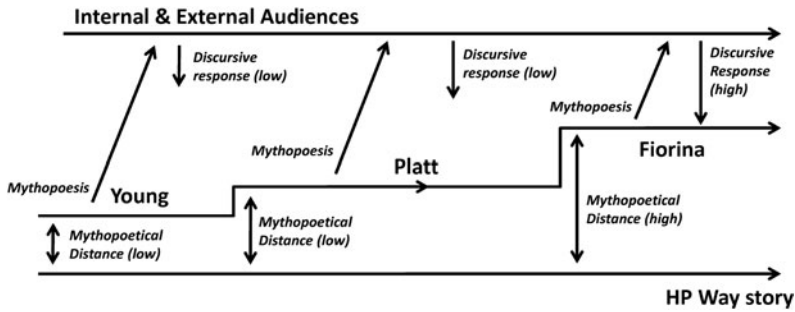 Internal & External Audiences
Discursive
response (low)
Discursive
response (low)
Discursive
Response
(high)
Mythopoesis
Mythopoesis
Mythopoesis
Young
Platt
Fiorina
Mythopoetical
Distance (low)
Mythopoetical
Distance (low)
Mythopoetical
Distance (high)
HP Way story